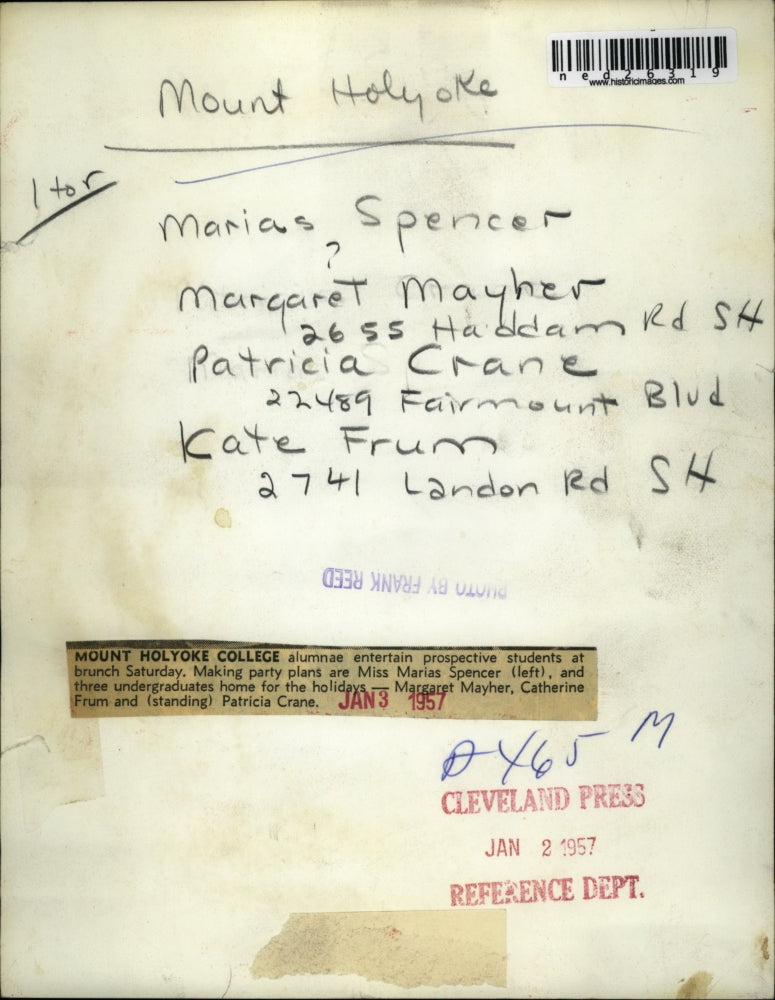 ned26319
www.historicimages.com
Mount Holyoke
l to r
Marias Spencer
?
Margaret Mayher
2655 Haddam Rd SH
Patricia Crane
22489 Fairmount Blvd
Kate Frum
2741 Landon Rd SH
PHOTO BY FRANK REED
MOUNT HOLYOKE COLLEGE alumnae entertain prospective students at
brunch Saturday. Making party plans are Miss Marias Spencer (left), and
three undergraduates home for the holidays — Margaret Mayher, Catherine
Frum and (standing) Patricia Crane.
JAN 3 1957
465 M
CLEVELAND PRESS
JAN 2 1957
REFERENCE DEPT.